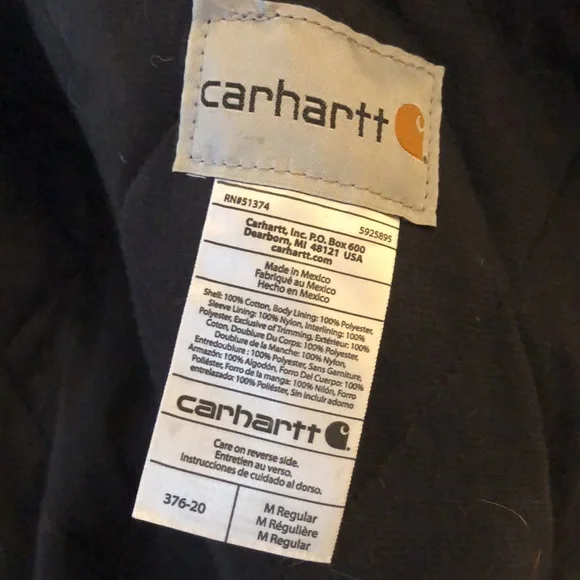 carhartt
RN#51374 5925895
Carhartt, Inc. P.O. Box 600
Dearborn, MI 48121 USA
carhartt.com
Made in Mexico
Fabriqué au Mexico
Hecho en Mexico
Shell: 100% Cotton, Body Lining: 100% Polyester,
Sleeve Lining: 100% Nylon, Interlining: 100%
Polyester, Exclusive of Trimming, Extérieur: 100%
Coton, Doublure Du Corps: 100% Polyester,
Doublure de la Manche: 100% Nylon,
Entredoublure : 100% Polyester, Sans Garniture,
Armazón: 100% Algodón, Forro Del Cuerpo: 100%
Poliéster, Forro de la manga: 100% Nilón, Forro
entrelazado: 100% Poliéster, Sin Incluir adorno
carhartt
Care on reverse side.
Entretien au verso.
Instrucciones de cuidado al dorso.
376-20
M Regular
M Régulière
M Regular